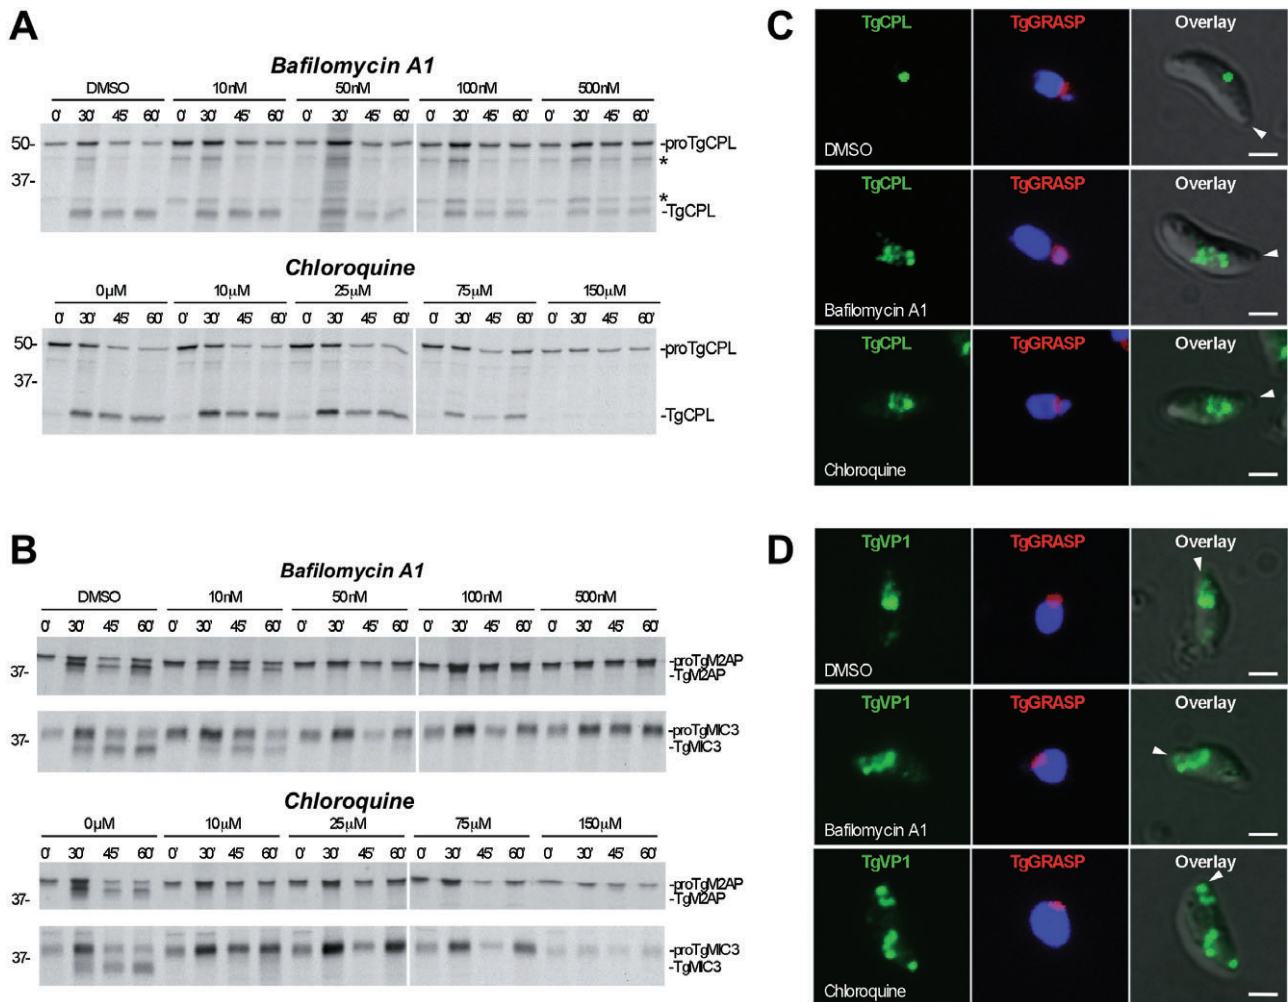 A
Bafilomycin A1
DMSO 10nM 50nM 100nM 500nM
0' 30' 45' 60' 0' 30' 45' 60' 0' 30' 45' 60' 0' 30' 45' 60' 0' 30' 45' 60'
50- -proTgCPL
*
37-
*
-TgCPL
Chloroquine
0µM 10µM 25µM 75µM 150µM
0' 30' 45' 60' 0' 30' 45' 60' 0' 30' 45' 60' 0' 30' 45' 60' 0' 30' 45' 60'
50- -proTgCPL
37-
-TgCPL
B
Bafilomycin A1
DMSO 10nM 50nM 100nM 500nM
0' 30' 45' 60' 0' 30' 45' 60' 0' 30' 45' 60' 0' 30' 45' 60' 0' 30' 45' 60'
-proTgM2AP
37- -TgM2AP
-proTgMIC3
37- -TgMIC3
Chloroquine
0µM 10µM 25µM 75µM 150µM
0' 30' 45' 60' 0' 30' 45' 60' 0' 30' 45' 60' 0' 30' 45' 60' 0' 30' 45' 60'
-proTgM2AP
37- -TgM2AP
-proTgMIC3
37- -TgMIC3
C
TgCPL TgGRASP Overlay
DMSO
TgCPL TgGRASP Overlay
Bafilomycin A1
TgCPL TgGRASP Overlay
Chloroquine
D
TgVP1 TgGRASP Overlay
DMSO
TgVP1 TgGRASP Overlay
Bafilomycin A1
TgVP1 TgGRASP Overlay
Chloroquine